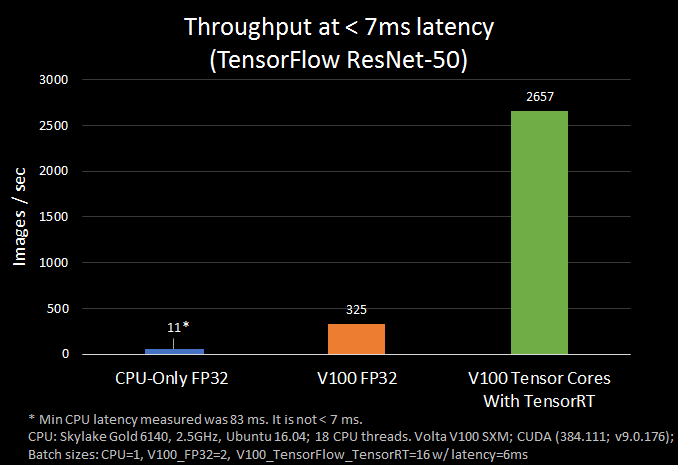 Throughput at < 7ms latency
(TensorFlow ResNet-50)
3000
2500
2000
1500
1000
500
0
Images / sec
11*
325
2657
CPU-Only FP32
V100 FP32
V100 Tensor Cores
With TensorRT
* Min CPU latency measured was 83 ms. It is not < 7 ms.
CPU: Skylake Gold 6140, 2.5GHz, Ubuntu 16.04; 18 CPU threads. Volta V100 SXM; CUDA (384.111; v9.0.176);
Batch sizes: CPU=1, V100_FP32=2, V100_TensorFlow_TensorRT=16 w/ latency=6ms